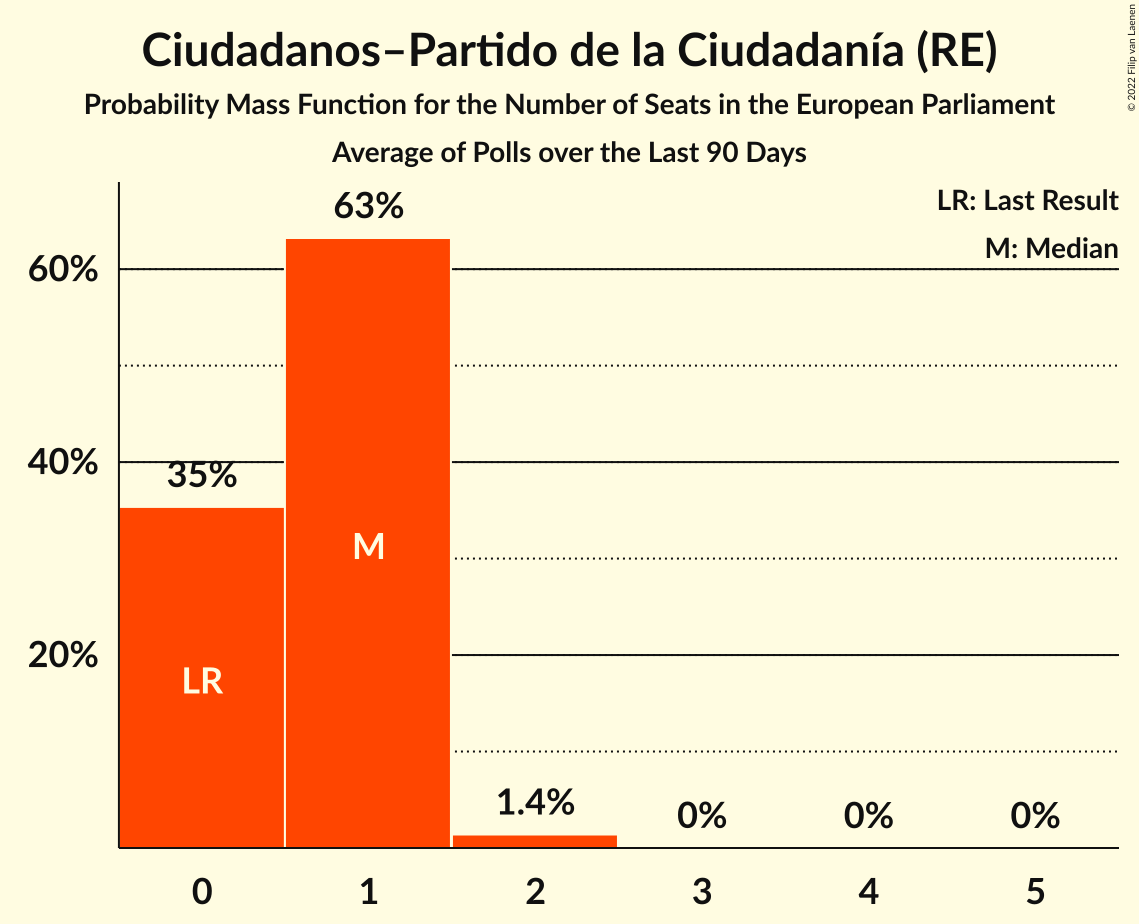 Ciudadanos–Partido de la Ciudadanía (RE)
Probability Mass Function for the Number of Seats in the European Parliament
Average of Polls over the Last 90 Days
© 2022 Filip van Laenen
LR: Last Result
M: Median
63%
60%
40%
35%
M
20%
LR
1.4%
0%
0%
0%
0
1
2
3
4
5